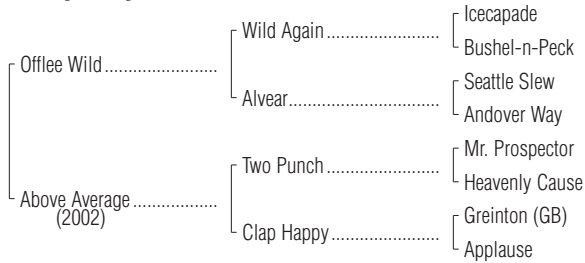 Icecapade
Wild Again
Bushel-n-Peck
Offlee Wild
Seattle Slew
Alvear
Andover Way
Mr. Prospector
Two Punch
Heavenly Cause
Above Average
(2002)
Greinton (GB)
Clap Happy
Applause